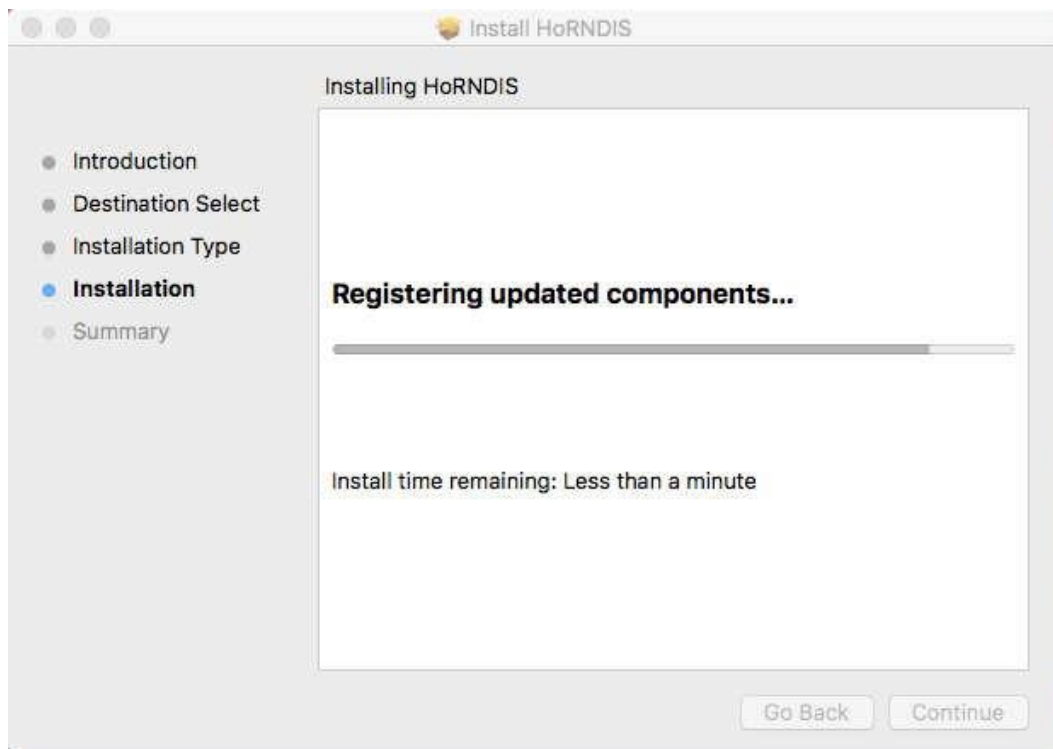 Install HoRNDIS
Installing HoRNDIS
Introduction
Destination Select
Installation Type
Installation
Summary
Registering updated components...
Install time remaining: Less than a minute
Go Back
Continue